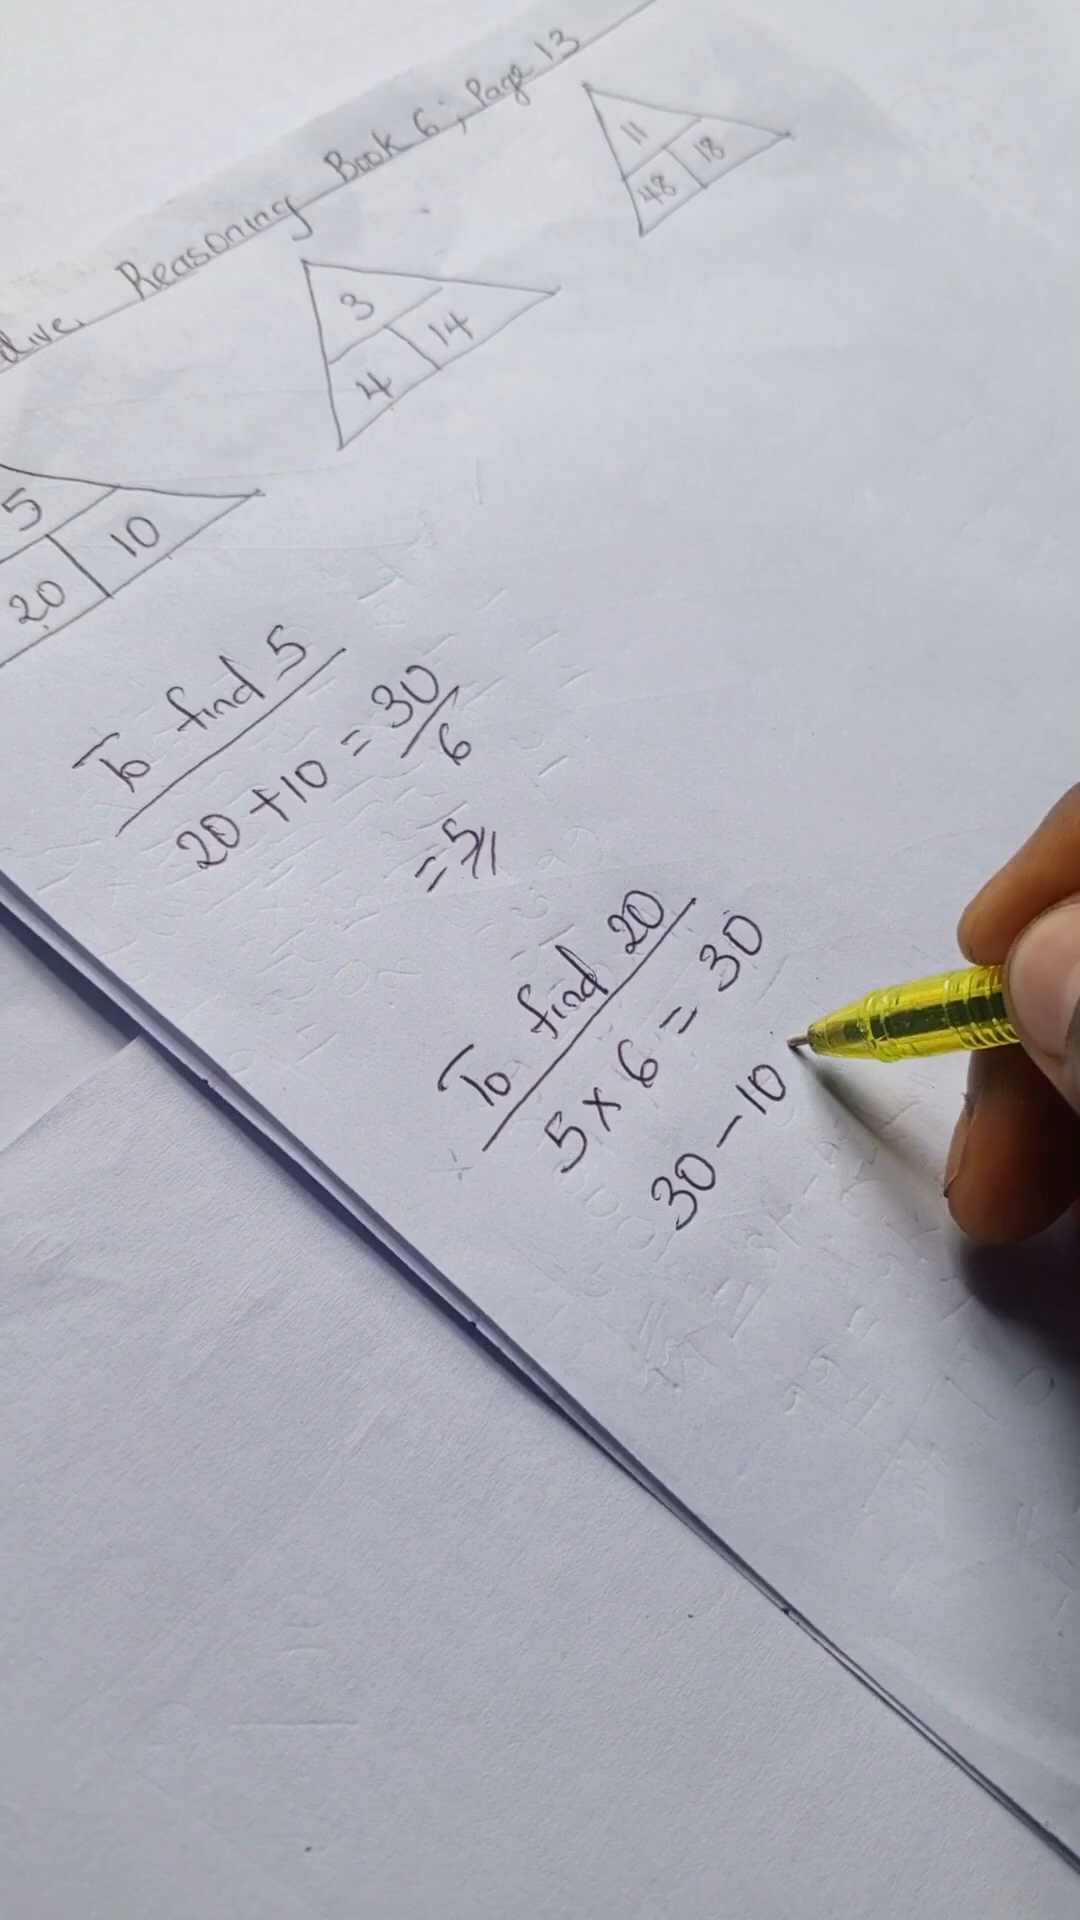 Reasoning Book 6; Page 13
11
48 18
3
4 14
5
20 10
To find 5
20 + 10 = 30/6
= 5
To find 20
5 × 6 = 30
30 - 10